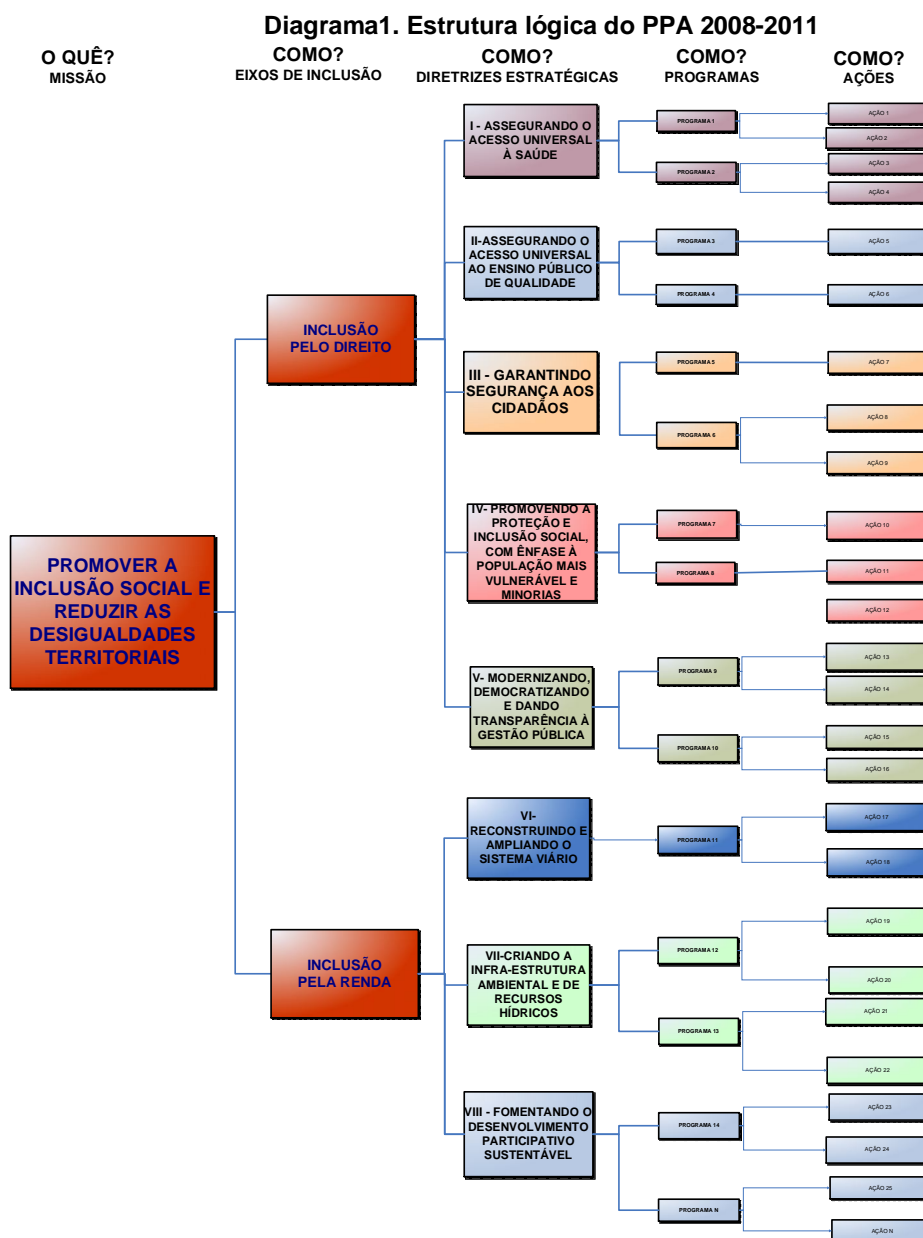 Diagrama1. Estrutura lógica do PPA 2008-2011
O QUÊ?
MISSÃO
COMO?
EIXOS DE INCLUSÃO
COMO?
DIRETRIZES ESTRATÉGICAS
COMO?
PROGRAMAS
COMO?
AÇÕES
PROMOVER A
INCLUSÃO SOCIAL E
REDUZIR AS
DESIGUALDADES
TERRITORIAIS
INCLUSÃO
PELO DIREITO
I - ASSEGURANDO O
ACESSO UNIVERSAL
À SAÚDE
PROGRAMA 1
AÇÃO 1
AÇÃO 2
PROGRAMA 2
AÇÃO 3
AÇÃO 4
II-ASSEGURANDO O
ACESSO UNIVERSAL
AO ENSINO PÚBLICO
DE QUALIDADE
PROGRAMA 3
AÇÃO 5
PROGRAMA 4
AÇÃO 6
III - GARANTINDO
SEGURANÇA AOS
CIDADÃOS
PROGRAMA 5
AÇÃO 7
PROGRAMA 6
AÇÃO 8
AÇÃO 9
IV- PROMOVENDO A
PROTEÇÃO E
INCLUSÃO SOCIAL,
COM ÊNFASE À
POPULAÇÃO MAIS
VULNERÁVEL E
MINORIAS
PROGRAMA 7
AÇÃO 10
PROGRAMA 8
AÇÃO 11
AÇÃO 12
V- MODERNIZANDO,
DEMOCRATIZANDO
E DANDO
TRANSPARÊNCIA À
GESTÃO PÚBLICA
PROGRAMA 9
AÇÃO 13
AÇÃO 14
PROGRAMA 10
AÇÃO 15
AÇÃO 16
INCLUSÃO
PELA RENDA
VI-
RECONSTRUINDO E
AMPLIANDO O
SISTEMA VIÁRIO
PROGRAMA 11
AÇÃO 17
AÇÃO 18
VII-CRIANDO A
INFRA-ESTRUTURA
AMBIENTAL E DE
RECURSOS
HÍDRICOS
PROGRAMA 12
AÇÃO 19
AÇÃO 20
PROGRAMA 13
AÇÃO 21
AÇÃO 22
VIII - FOMENTANDO O
DESENVOLVIMENTO
PARTICIPATIVO
SUSTENTÁVEL
PROGRAMA 14
AÇÃO 23
AÇÃO 24
PROGRAMA N
AÇÃO 25
AÇÃO N